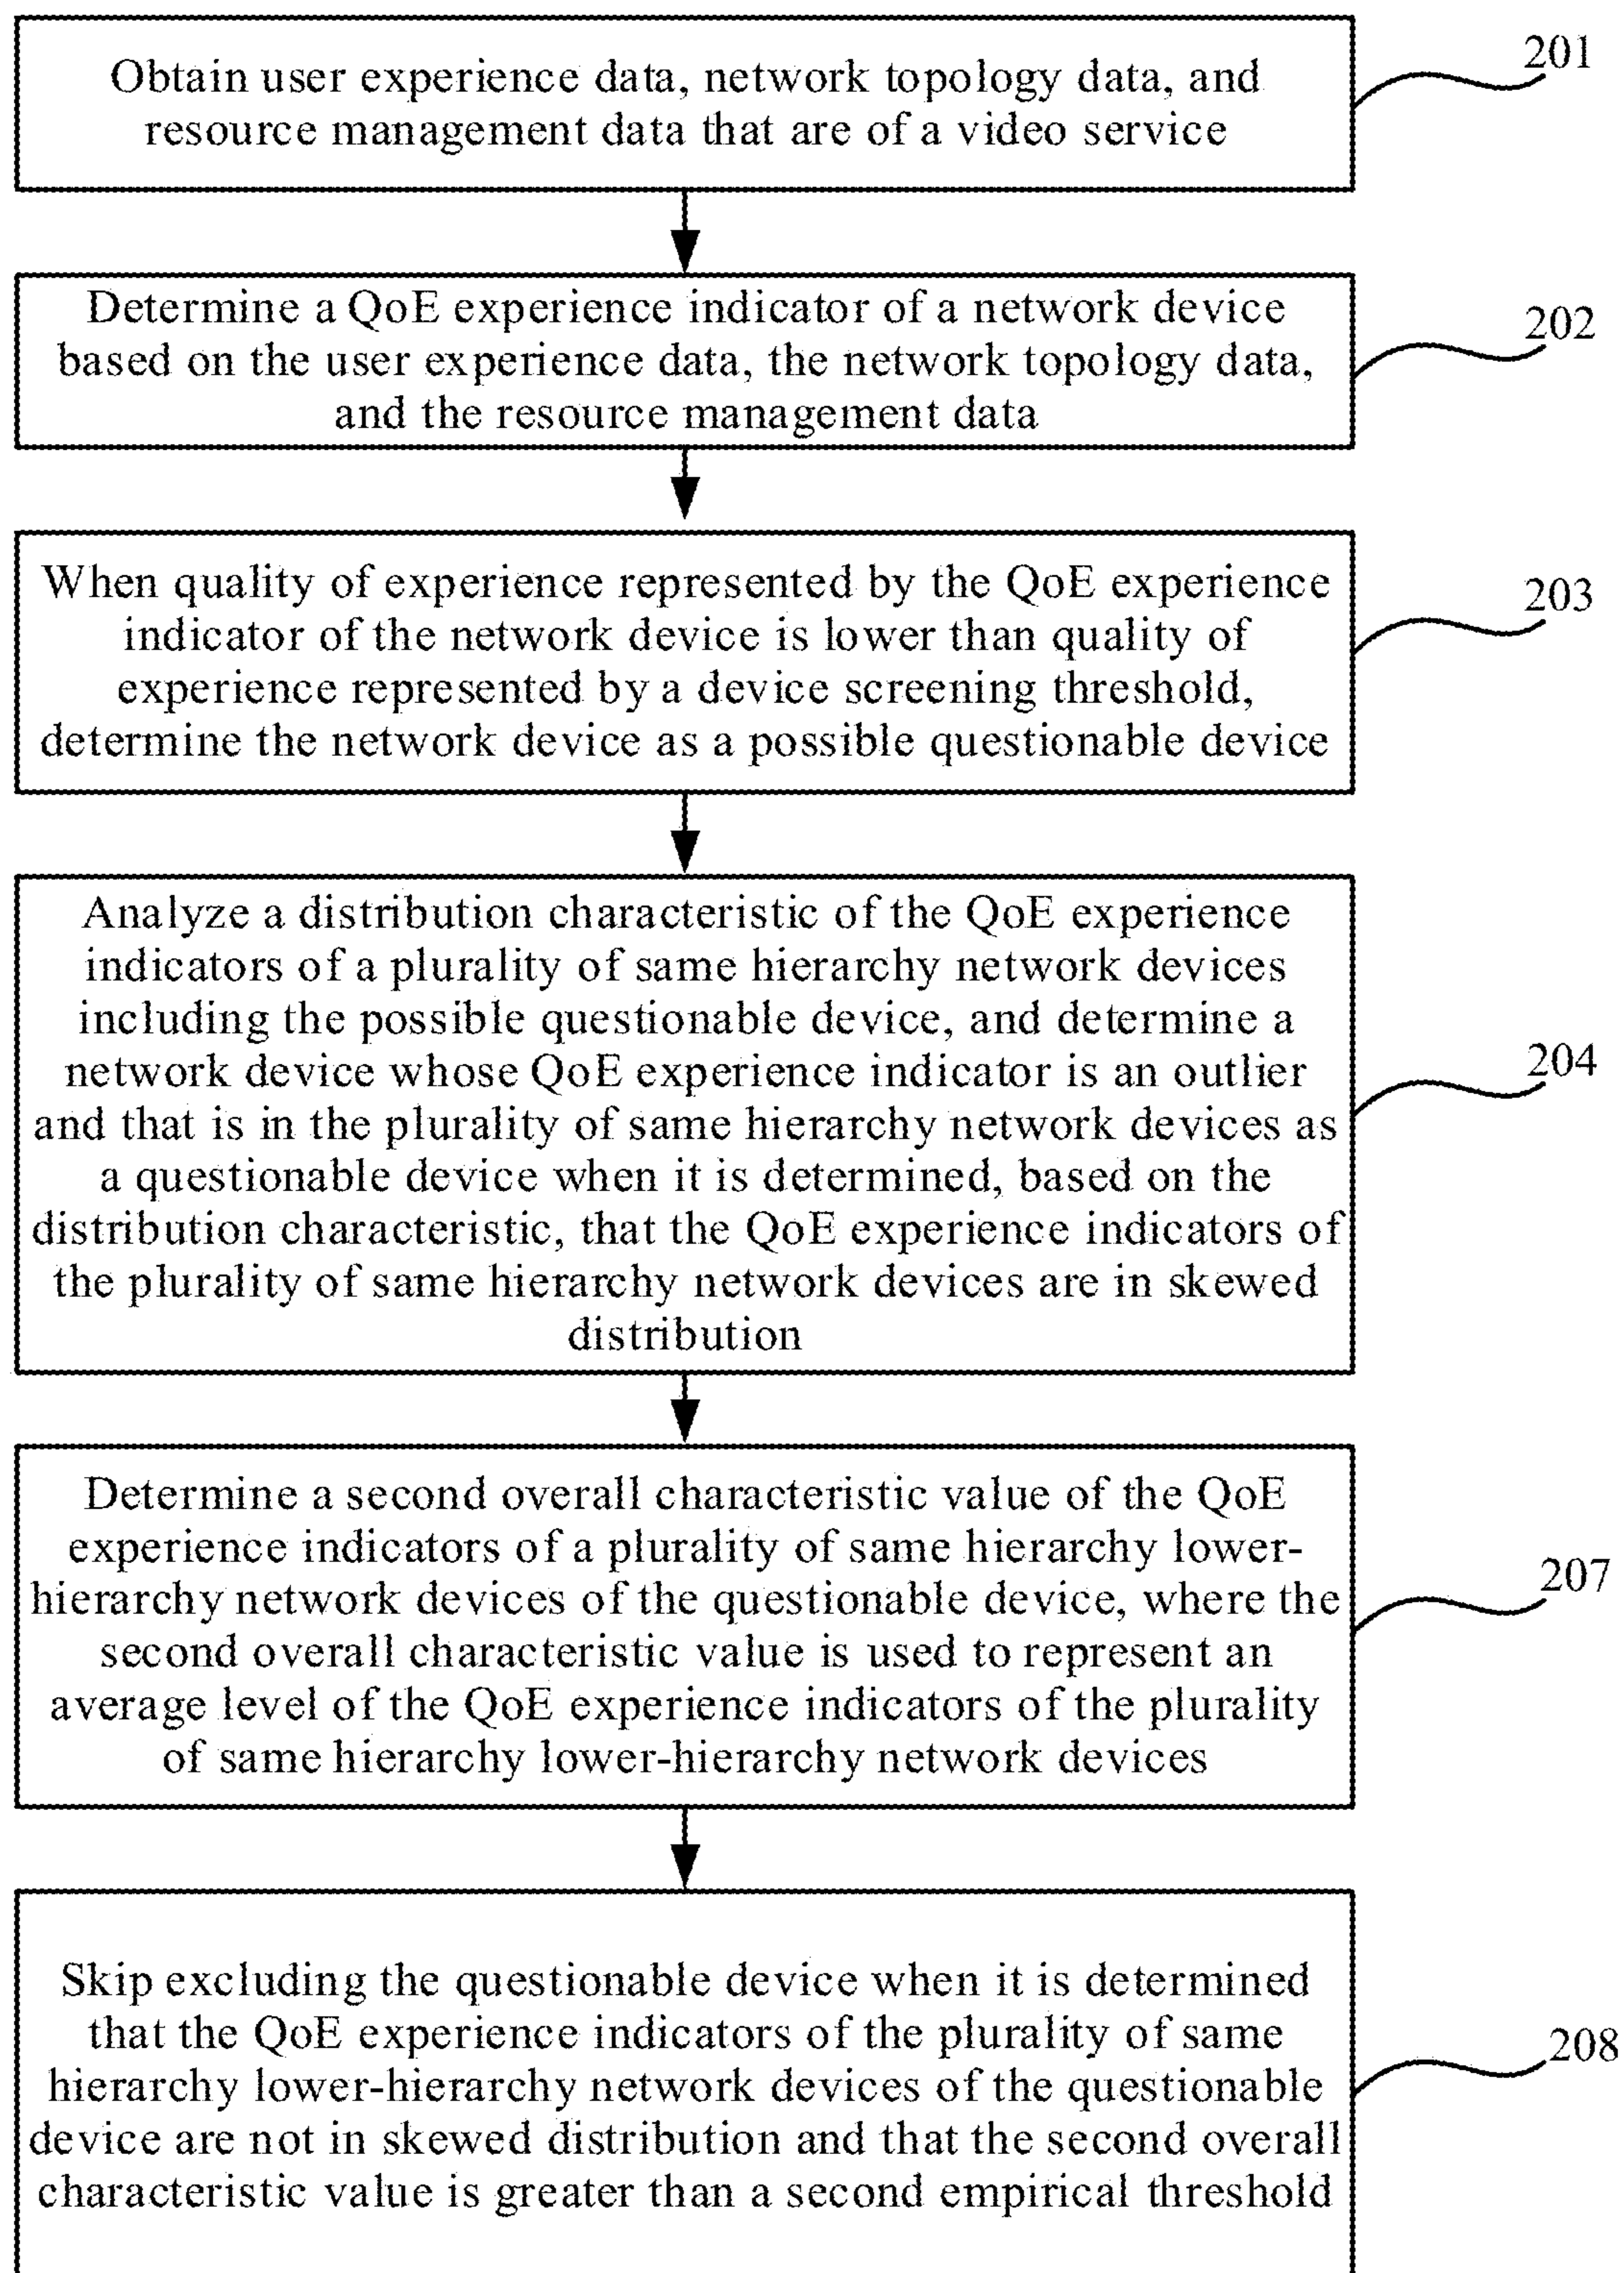 Obtain user experience data, network topology data, and
resource management data that are of a video service
201
Determine a QoE experience indicator of a network device
based on the user experience data, the network topology data,
and the resource management data
202
When quality of experience represented by the QoE experience
indicator of the network device is lower than quality of
experience represented by a device screening threshold,
determine the network device as a possible questionable device
203
Analyze a distribution characteristic of the QoE experience
indicators of a plurality of same hierarchy network devices
including the possible questionable device, and determine a
network device whose QoE experience indicator is an outlier
and that is in the plurality of same hierarchy network devices as
a questionable device when it is determined, based on the
distribution characteristic, that the QoE experience indicators of
the plurality of same hierarchy network devices are in skewed
distribution
204
Determine a second overall characteristic value of the QoE
experience indicators of a plurality of same hierarchy lower-
hierarchy network devices of the questionable device, where the
second overall characteristic value is used to represent an
average level of the QoE experience indicators of the plurality
of same hierarchy lower-hierarchy network devices
207
Skip excluding the questionable device when it is determined
that the QoE experience indicators of the plurality of same
hierarchy lower-hierarchy network devices of the questionable
device are not in skewed distribution and that the second overall
characteristic value is greater than a second empirical threshold
208